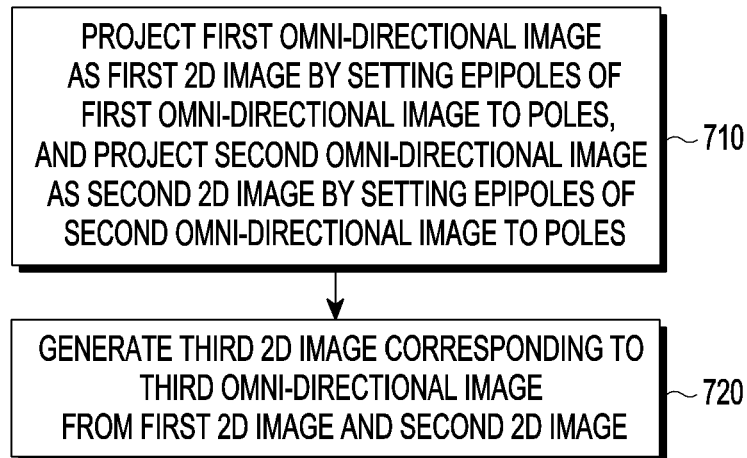 PROJECT FIRST OMNI-DIRECTIONAL IMAGE
AS FIRST 2D IMAGE BY SETTING EPIPOLES OF
FIRST OMNI-DIRECTIONAL IMAGE TO POLES,
AND PROJECT SECOND OMNI-DIRECTIONAL IMAGE
AS SECOND 2D IMAGE BY SETTING EPIPOLES OF
SECOND OMNI-DIRECTIONAL IMAGE TO POLES
710
GENERATE THIRD 2D IMAGE CORRESPONDING TO
THIRD OMNI-DIRECTIONAL IMAGE
FROM FIRST 2D IMAGE AND SECOND 2D IMAGE
720